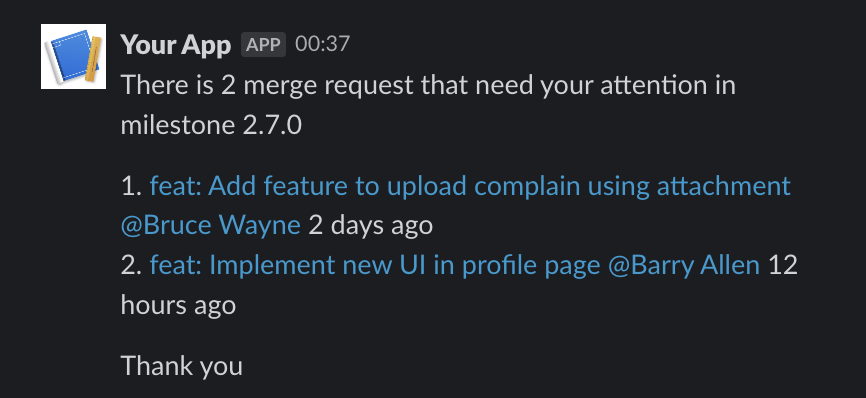 Your App APP 00:37
There is 2 merge request that need your attention in
milestone 2.7.0
1. feat: Add feature to upload complain using attachment
@Bruce Wayne 2 days ago
2. feat: Implement new UI in profile page @Barry Allen 12
hours ago
Thank you